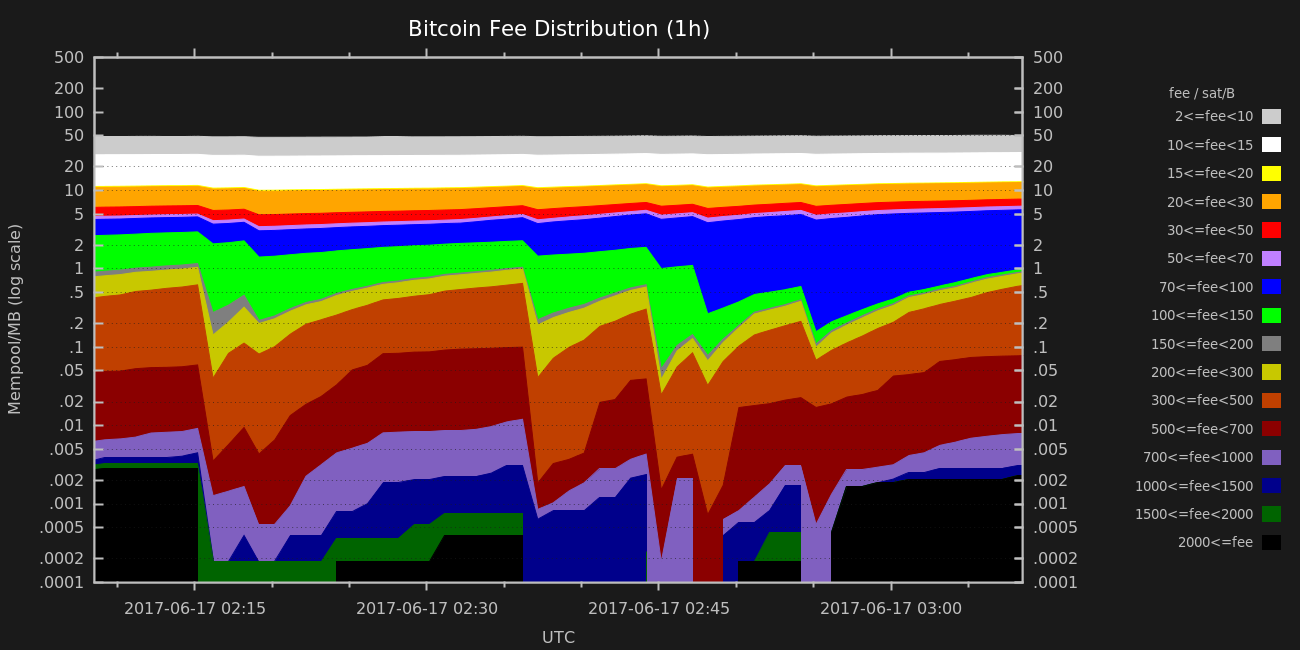 Bitcoin Fee Distribution (1h)
Mempool/MB (log scale)
500
200
100
50
20
10
5
2
1
.5
.2
.1
.05
.02
.01
.005
.002
.001
.0005
.0002
.0001
500
200
100
50
20
10
5
2
1
.5
.2
.1
.05
.02
.01
.005
.002
.001
.0005
.0002
.0001
2017-06-17 02:15 2017-06-17 02:30 2017-06-17 02:45 2017-06-17 03:00
UTC
fee / sat/B
2<=fee<10
10<=fee<15
15<=fee<20
20<=fee<30
30<=fee<50
50<=fee<70
70<=fee<100
100<=fee<150
150<=fee<200
200<=fee<300
300<=fee<500
500<=fee<700
700<=fee<1000
1000<=fee<1500
1500<=fee<2000
2000<=fee